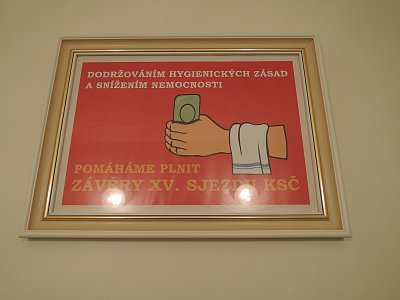 DODRŽOVÁNÍM HYGIENICKÝCH ZÁSAD
A SNÍŽENÍM NEMOCNOSTI
POMÁHÁME PLNIT
ZÁVĚRY XV. SJEZDU KSČ